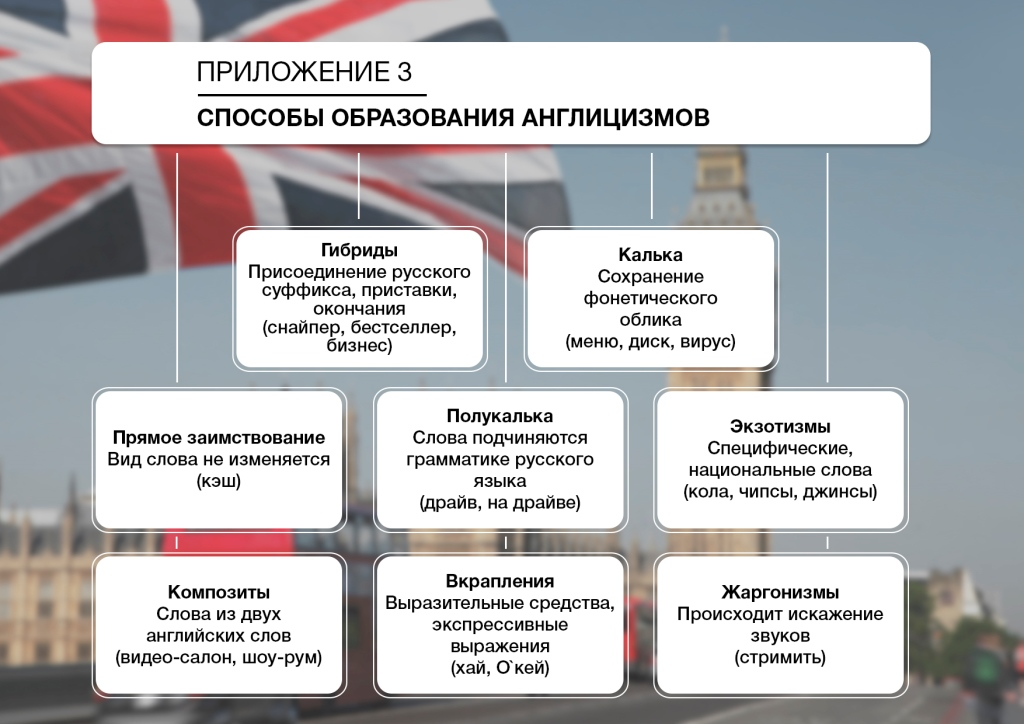 ПРИЛОЖЕНИЕ 3
СПОСОБЫ ОБРАЗОВАНИЯ АНГЛИЦИЗМОВ
Гибриды
Присоединение русского
суффикса, приставки,
окончания
(снайпер, бестселлер,
бизнес)
Калька
Сохранение
фонетического
облика
(меню, диск, вирус)
Прямое заимствование
Вид слова не изменяется
(кэш)
Полукалька
Слова подчиняются
грамматике русского
языка
(драйв, на драйве)
Экзотизмы
Специфические,
национальные слова
(кола, чипсы, джинсы)
Композиты
Слова из двух
английских слов
(видео-салон, шоу-рум)
Вкрапления
Выразительные средства,
экспрессивные
выражения
(хай, О`кей)
Жаргонизмы
Происходит искажение
звуков
(стримить)